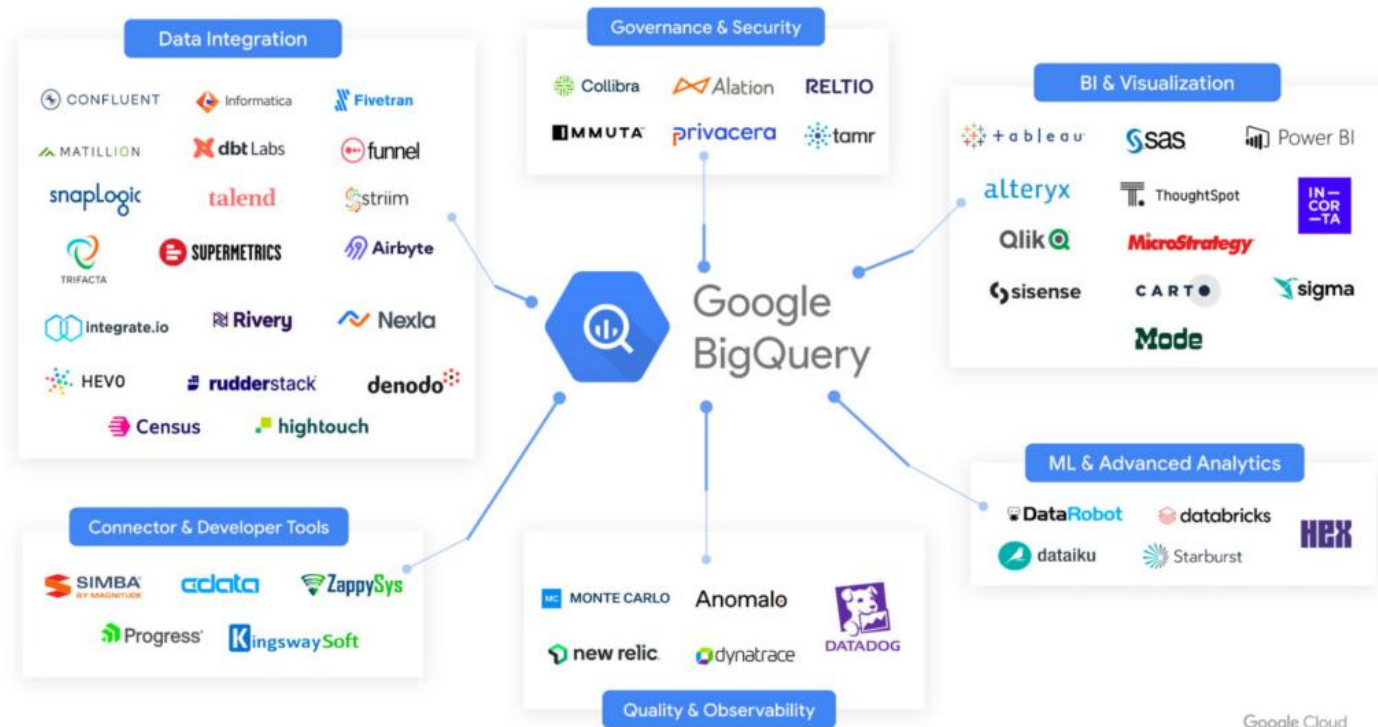 Data Integration
CONFLUENT
Informatica
Fivetran
MATILLION
dbt Labs
funnel
snapLogic
talend
striim
TRIFACTA
SUPERMETRICS
Airbyte
integrate.io
Rivery
Nexla
HEVO
rudderstack
denodo
Census
hightouch
Governance & Security
Collibra
Alation
RELTIO
IMMUTA
privacera
tamr
BI & Visualization
+ableau
sas
Power BI
alteryx
ThoughtSpot
IN—
COR
—TA
Qlik
MicroStrategy
sisense
CARTO
sigma
Mode
Google
BigQuery
Connector & Developer Tools
SIMBA
BY MAGNITUDE
cdata
ZappySys
Progress
KingswaySoft
MC MONTE CARLO
Anomalo
DATADOG
new relic
dynatrace
Quality & Observability
ML & Advanced Analytics
DataRobot
databricks
HEX
dataiku
Starburst
Google Cloud